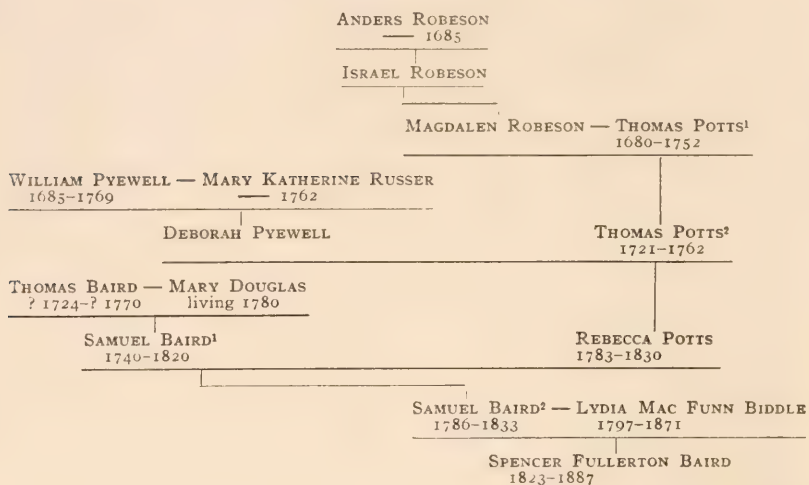 ANDERS ROBESON
— 1685
ISRAEL ROBESON
MAGDALEN ROBESON — THOMAS POTTS¹
1680–1752
WILLIAM PYEWELL — MARY KATHERINE RUSSER
1685–1769 — 1762
DEBORAH PYEWELL THOMAS POTTS²
1721–1762
THOMAS BAIRD — MARY DOUGLAS
? 1724–? 1770 living 1780
SAMUEL BAIRD¹ REBECCA POTTS
1740–1820 1783–1830
SAMUEL BAIRD² — LYDIA MAC FUNN BIDDLE
1786–1833 1797–1871
SPENCER FULLERTON BAIRD
1823–1887